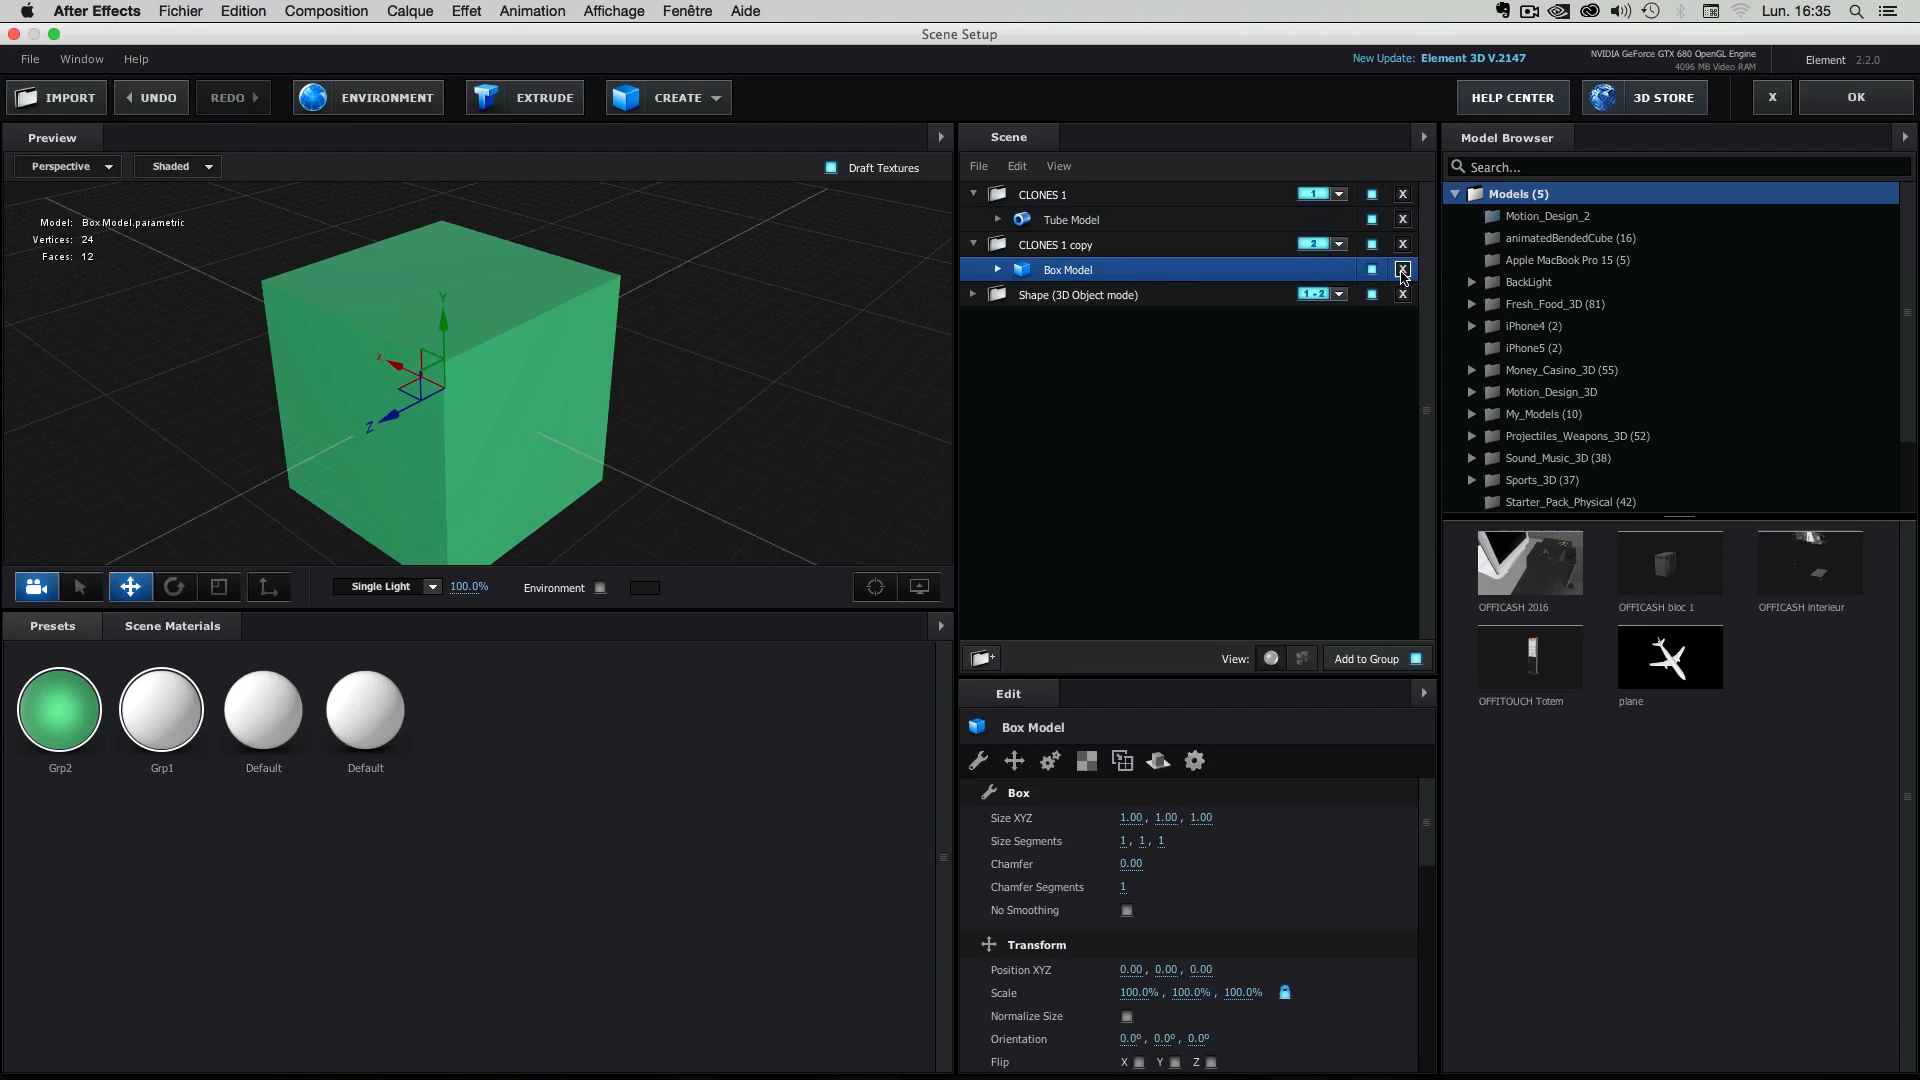 After Effects Fichier Edition Composition Calque Effet Animation Affichage Fenêtre Aide Lun. 16:35
Scene Setup
File Window Help New Update: Element 3D V.2147 NVIDIA GeForce GTX 680 OpenGL Engine
4096 MB Video RAM Element 2.2.0
IMPORT UNDO REDO ENVIRONMENT EXTRUDE CREATE HELP CENTER 3D STORE X OK
Preview
Perspective Shaded Draft Textures
Model: Box Model.parametric
Vertices: 24
Faces: 12
Y
X
Z
Single Light 100.0% Environment
Presets Scene Materials
Grp2 Grp1 Default Default
Scene
File Edit View
CLONES 1 1 X
Tube Model X
CLONES 1 copy 2 X
Box Model X
Shape (3D Object mode) 1 - 2 X
View: Add to Group
Edit
Box Model
Box
Size XYZ 1.00, 1.00, 1.00
Size Segments 1, 1, 1
Chamfer 0.00
Chamfer Segments 1
No Smoothing
Transform
Position XYZ 0.00, 0.00, 0.00
Scale 100.0%, 100.0%, 100.0%
Normalize Size
Orientation 0.0º, 0.0º, 0.0º
Flip X Y Z
Model Browser
Search...
Models (5)
Motion_Design_2
animatedBendedCube (16)
Apple MacBook Pro 15 (5)
BackLight
Fresh_Food_3D (81)
iPhone4 (2)
iPhone5 (2)
Money_Casino_3D (55)
Motion_Design_3D
My_Models (10)
Projectiles_Weapons_3D (52)
Sound_Music_3D (38)
Sports_3D (37)
Starter_Pack_Physical (42)
OFFICASH 2016 OFFICASH bloc 1 OFFICASH interieur
OFFITOUCH Totem plane